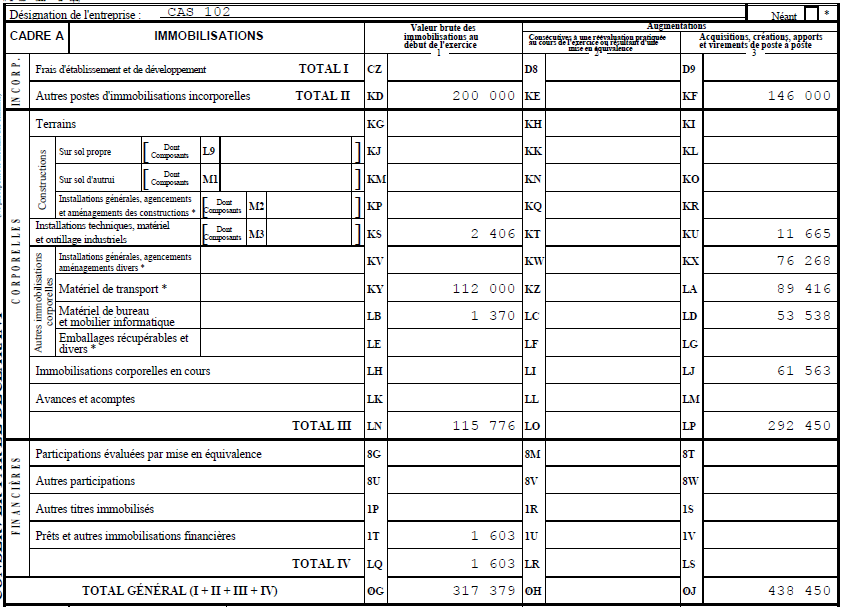 Désignation de l'entreprise : CAS 102 Néant *
CADRE A IMMOBILISATIONS Valeur brute des immobilisations au début de l'exercice 1 Augmentations
Consécutives à une réévaluation pratiquée au cours de l'exercice ou résultant d'une mise en équivalence 2 Acquisitions, créations, apports et virements de poste à poste 3
INCORP.
Frais d'établissement et de développement TOTAL I CZ D8 D9
Autres postes d'immobilisations incorporelles TOTAL II KD 200 000 KE KF 146 000
CORPORELLES
Terrains KG KH KI
Constructions
Sur sol propre [ Dont Composants L9 ] KJ KK KL
Sur sol d'autrui [ Dont Composants M1 ] KM KN KO
Installations générales, agencements et aménagements des constructions * [ Dont Composants M2 ] KP KQ KR
Installations techniques, matériel et outillage industriels [ Dont Composants M3 ] KS 2 406 KT KU 11 665
Autres immobilisations corporelles
Installations générales, agencements aménagements divers * KV KW KX 76 268
Matériel de transport * KY 112 000 KZ LA 89 416
Matériel de bureau et mobilier informatique LB 1 370 LC LD 53 538
Emballages récupérables et divers * LE LF LG
Immobilisations corporelles en cours LH LI LJ 61 563
Avances et acomptes LK LL LM
TOTAL III LN 115 776 LO LP 292 450
FINANCIÈRES
Participations évaluées par mise en équivalence 8G 8M 8T
Autres participations 8U 8V 8W
Autres titres immobilisés 1P 1R 1S
Prêts et autres immobilisations financières 1T 1 603 1U 1V
TOTAL IV LQ 1 603 LR LS
TOTAL GÉNÉRAL (I + II + III + IV) ØG 317 379 ØH ØJ 438 450